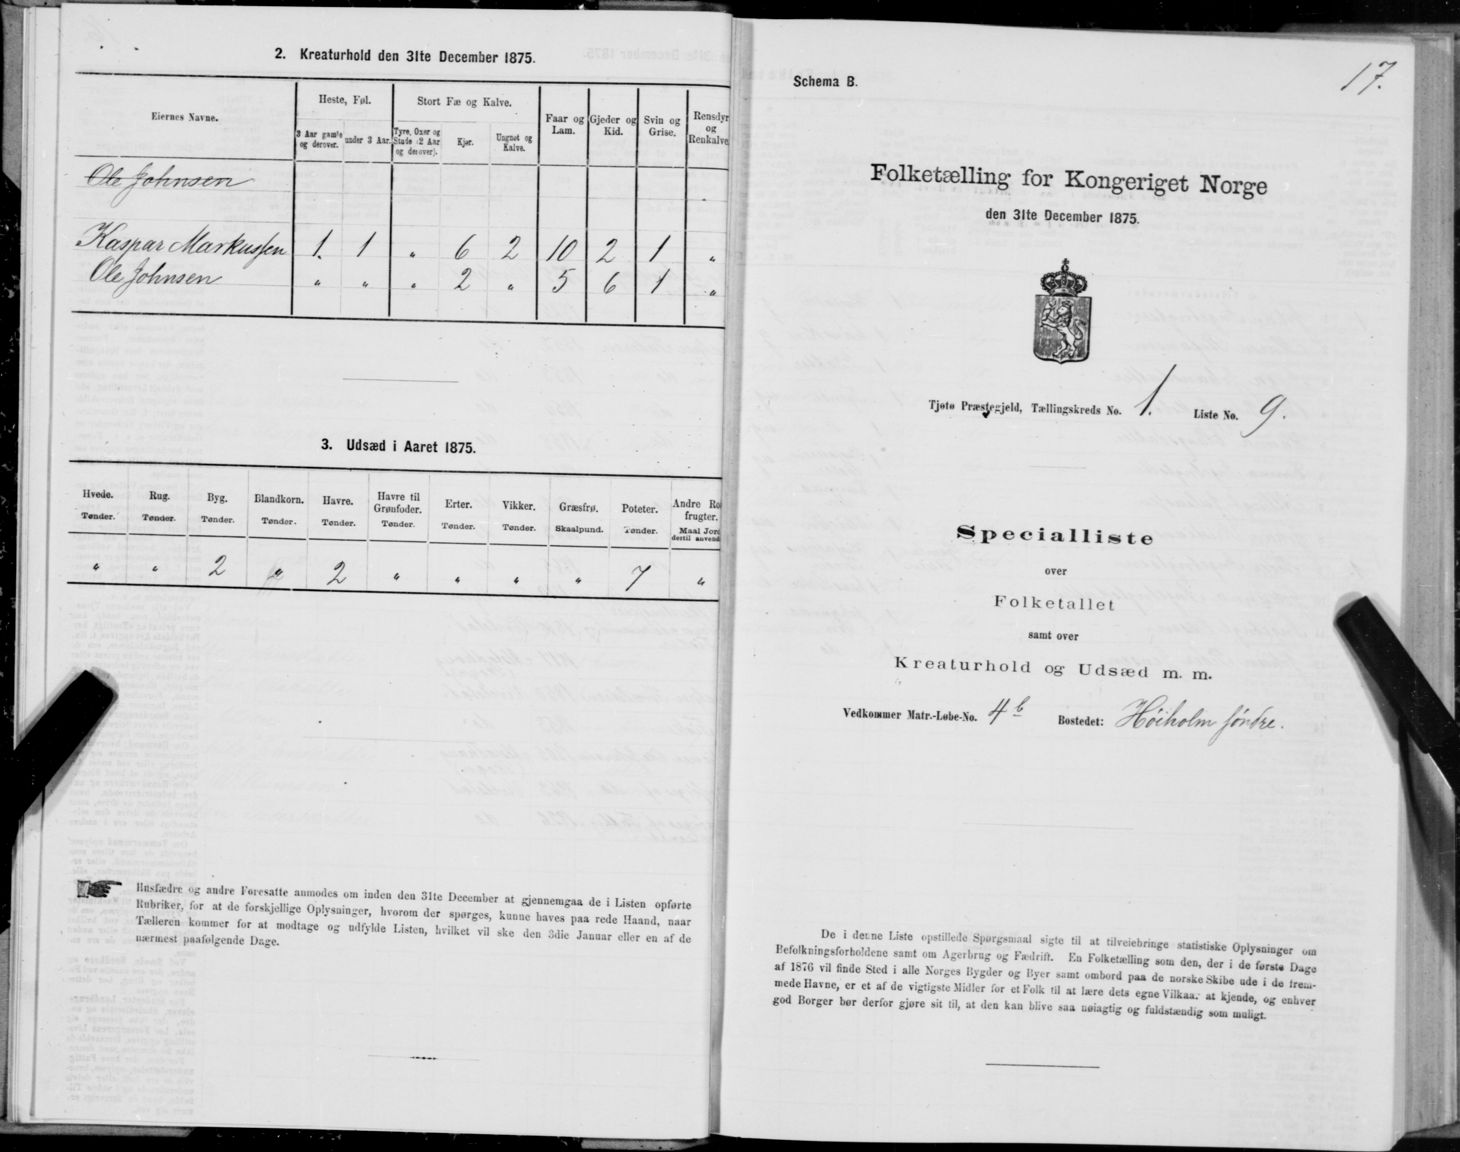 2. Kreaturhold den 31te December 1875.
Eiernes Navne.
Heste, Føl.
Stort Fæ og Kalve.
Faar og Lam.
Gjeder og Kid.
Svin og Grise.
Rensdyr og Renkalve
3 Aar gamle og derover.
under 3 Aar.
Tyre, Oxer og Stude (2 Aar og derover).
Kjør.
Ungnøt og Kalve.
Ole Johnsen
Kaspar Markussen 1. 1 " 6 2 10 2 1 "
Ole Johnsen " " " 2 " 5 6 1 "
3. Udsæd i Aaret 1875.
Hvede. Rug. Byg. Blandkorn. Havre. Havre til Grønfoder. Erter. Vikker. Græsfrø. Poteter. Andre Ro frugter.
Tønder. Tønder. Tønder. Tønder. Tønder. Tønder. Tønder. Tønder. Skaalpund. Tønder. Maal Jord dertil anvend
" " 2 " 2 " " " " 7 "
Husfædre og andre Foresatte anmodes om inden den 31te December at gjennemgaa de i Listen opførte
Rubriker, for at de forskjellige Oplysninger, hvorom der spørges, kunne haves paa rede Haand, naar
Tælleren kommer for at modtage og udfylde Listen, hvilket vil ske den 3die Januar eller en af de
nærmest paafølgende Dage.
17.
Schema B.
Folketælling for Kongeriget Norge
den 31te December 1875.
Tjøtø Præstegjeld, Tællingskreds No. 1. Liste No. 9.
Specialliste
over
Folketallet
samt over
Kreaturhold og Udsæd m. m.
Vedkommer Matr.-Løbe-No. 4b Bostedet: Höiholm söndre.
De i denne Liste opstillede Spørgsmaal sigte til at tilveiebringe statistiske Oplysninger om
Befolkningsforholdene samt om Agerbrug og Fædrift. En Folketælling som den, der i de første Dage
af 1876 vil finde Sted i alle Norges Bygder og Byer samt ombord paa de norske Skibe ude i de frem-
mede Havne, er et af de vigtigste Midler for et Folk til at lære dets egne Vilkaar at kjende, og enhver
god Borger bør derfor gjøre sit til, at den kan blive saa nøiagtig og fuldstændig som muligt.